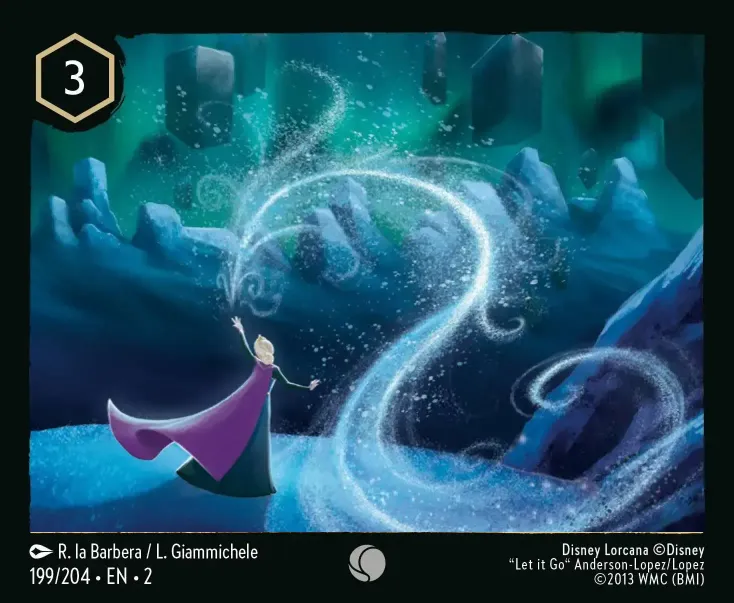 3
R. la Barbera / L. Giammichele
199/204 • EN • 2
Disney Lorcana ©Disney
“Let it Go“ Anderson-Lopez/Lopez
©2013 WMC (BMI)